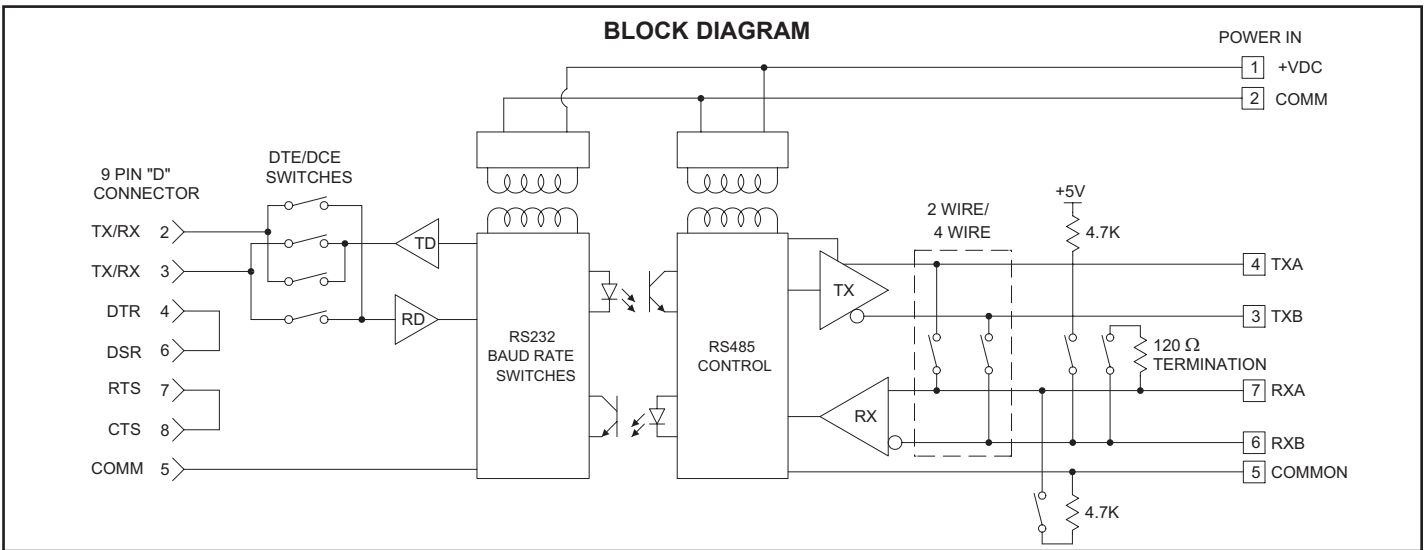 BLOCK DIAGRAM
POWER IN
1 +VDC
2 COMM
9 PIN "D"
CONNECTOR
DTE/DCE
SWITCHES
TX/RX 2
TX/RX 3
DTR 4
DSR 6
RTS 7
CTS 8
COMM 5
TD
RD
RS232
BAUD RATE
SWITCHES
RS485
CONTROL
TX
RX
2 WIRE/
4 WIRE
+5V
4.7K
120 Ω
TERMINATION
4.7K
4 TXA
3 TXB
7 RXA
6 RXB
5 COMMON